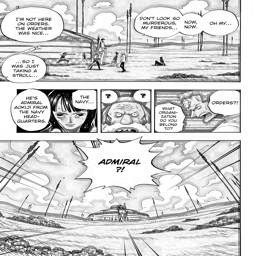 OH MY...
NOW,
NOW.
DON'T LOOK SO
MURDEROUS,
MY FRIENDS...
I'M NOT HERE
ON ORDERS.
THE WEATHER
WAS NICE...
...SO I
WAS JUST
TAKING A
STROLL...
ORDERS?!
WHAT
ORGANI-
ZATION
DO YOU
BELONG
TO?
?
?
THE
NAVY...
HE'S
ADMIRAL
AOKIJI FROM
THE NAVY
HEAD-
QUARTERS.
ADMIRAL
?!